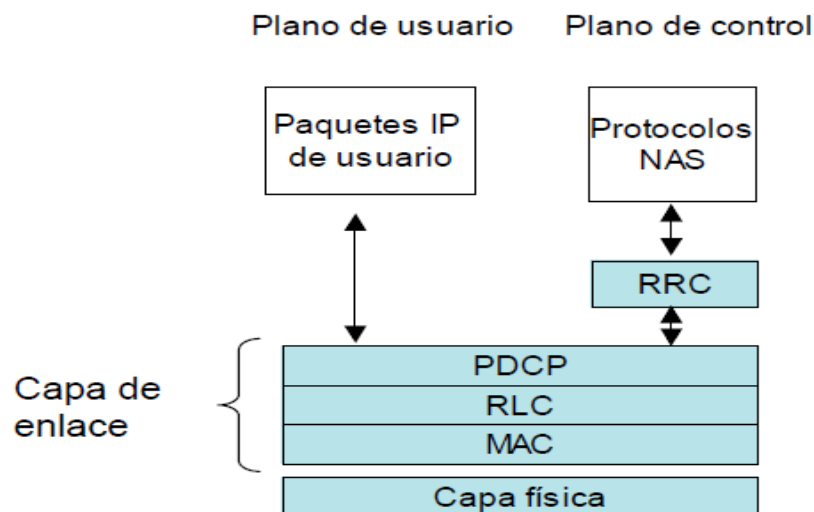 Plano de usuario
Plano de control
Paquetes IP
de usuario
Protocolos
NAS
RRC
Capa de
enlace
PDCP
RLC
MAC
Capa física